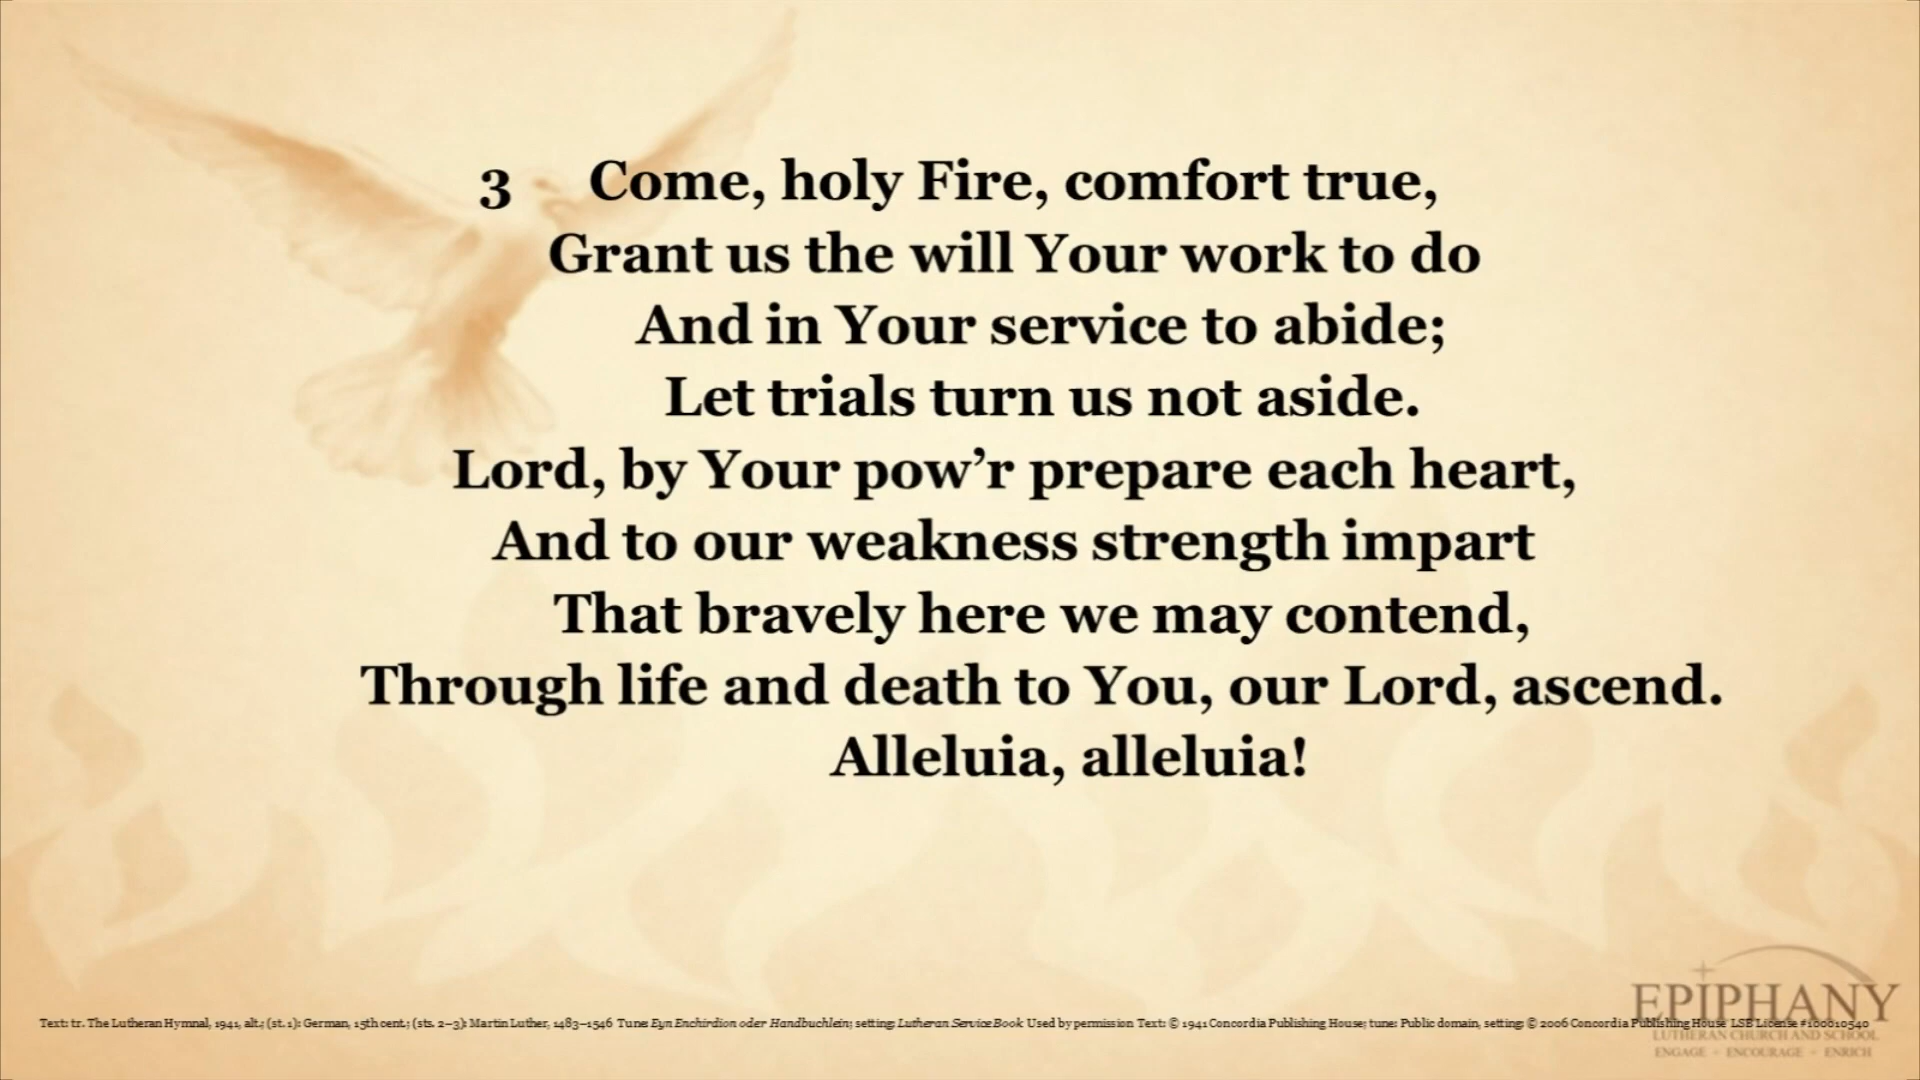 3 Come, holy Fire, comfort true,
Grant us the will Your work to do
And in Your service to abide;
Let trials turn us not aside.
Lord, by Your pow’r prepare each heart,
And to our weakness strength impart
That bravely here we may contend,
Through life and death to You, our Lord, ascend.
Alleluia, alleluia!
EPIPHANY
Text: tr. The Lutheran Hymnal, 1941, alt.; (st. 1): German, 15th cent.; (sts. 2–3): Martin Luther, 1483–1546 Tune: Eyn Enchirdion oder Handbuchlein; setting: Lutheran Service Book Used by permission Text: © 1941 Concordia Publishing House; tune: Public domain, setting: © 2006 Concordia Publishing House LSB License #100010540
LUTHERAN CHURCH AND SCHOOL
ENGAGE - ENCOURAGE - ENRICH